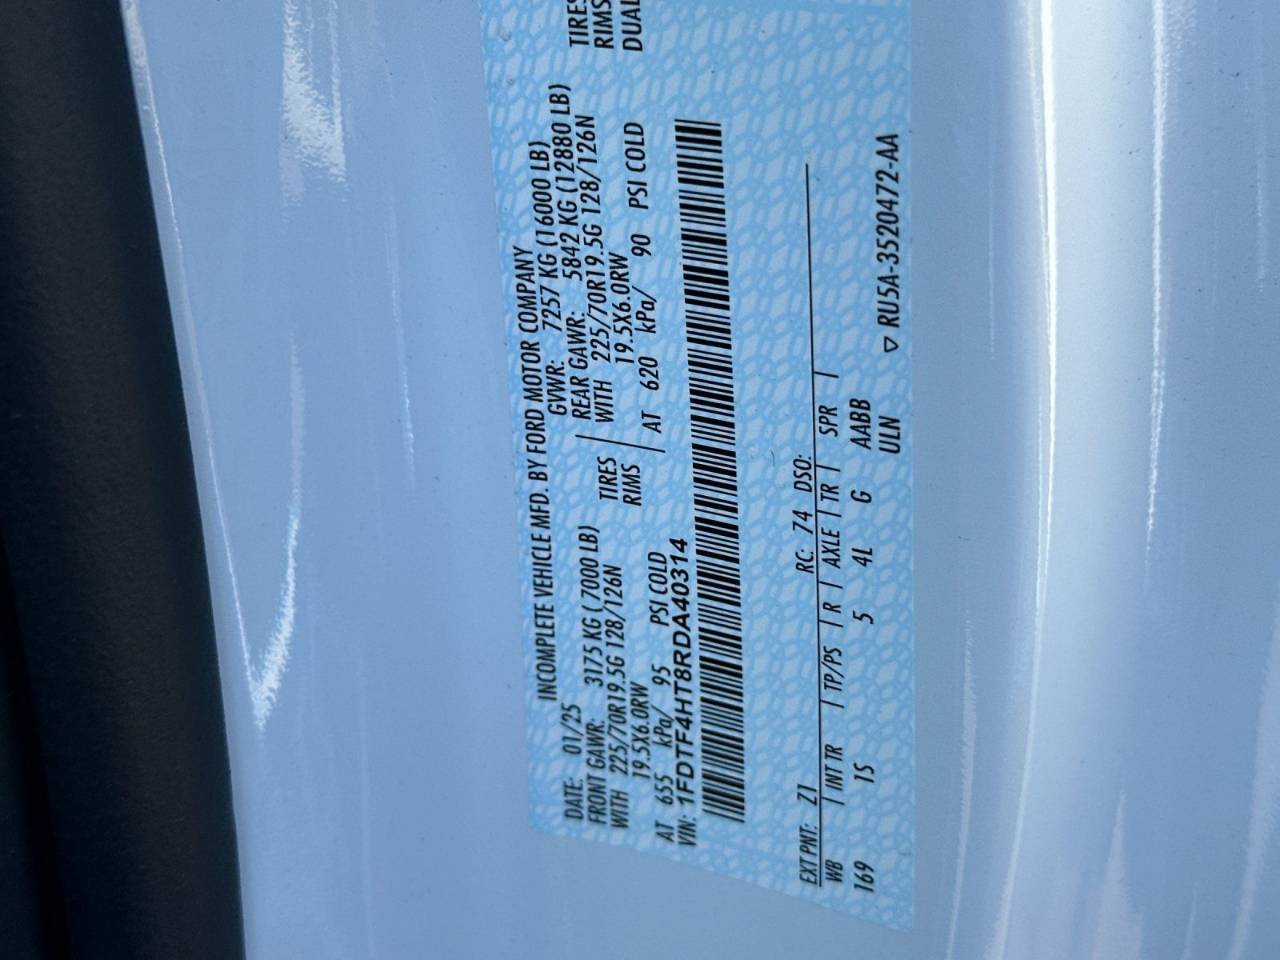 INCOMPLETE VEHICLE MFD. BY FORD MOTOR COMPANY
DATE: 01/25 GVWR: 7257 KG (16000 LB)
FRONT GAWR: 3175 KG ( 7000 LB) REAR GAWR: 5842 KG (12880 LB)
WITH 225/70R19.5G 128/126N TIRES WITH 225/70R19.5G 128/126N TIRES
19.5X6.0RW RIMS 19.5X6.0RW RIMS
AT 655 kPa/ 95 PSI COLD AT 620 kPa/ 90 PSI COLD DUAL
VIN: 1FDTF4HT8RDA40314
EXT PNT: Z1 RC: 74 DSO:
WB | INT TR | TP/PS | R | AXLE | TR | SPR |
169 1S 5 4L G AABB
ULN
▽ RU5A-3520472-AA